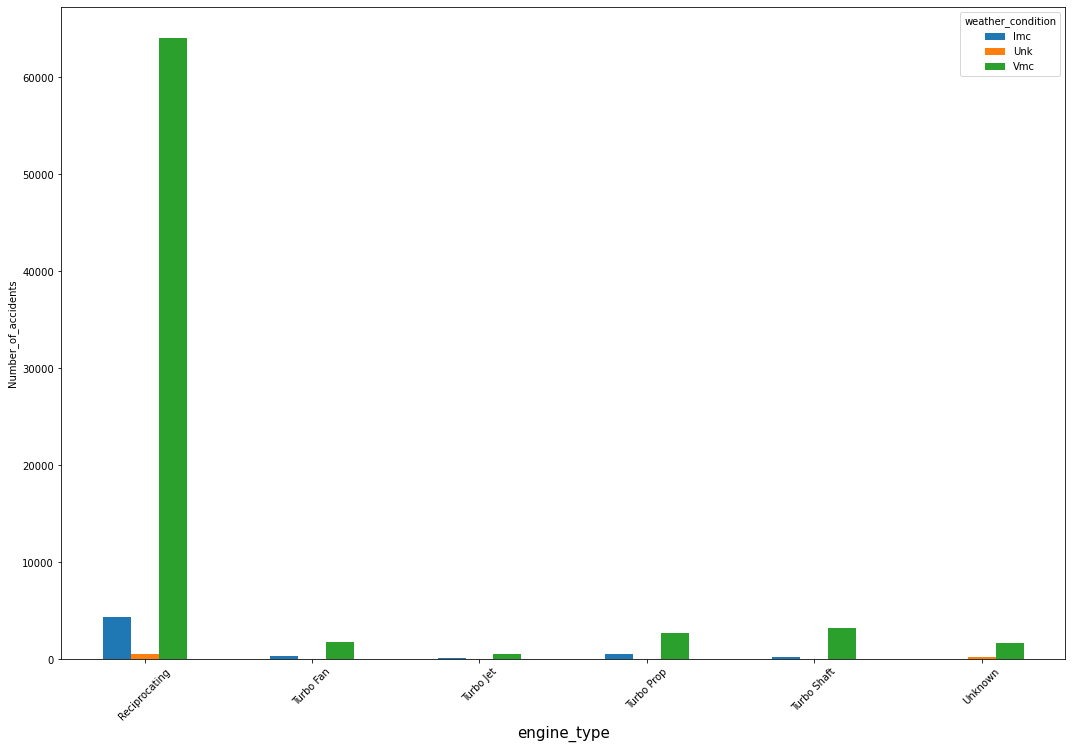 weather_condition
Imc
Unk
Vmc
Number_of_accidents
60000
50000
40000
30000
20000
10000
0
Reciprocating
Turbo Fan
Turbo Jet
Turbo Prop
Turbo Shaft
Unknown
engine_type